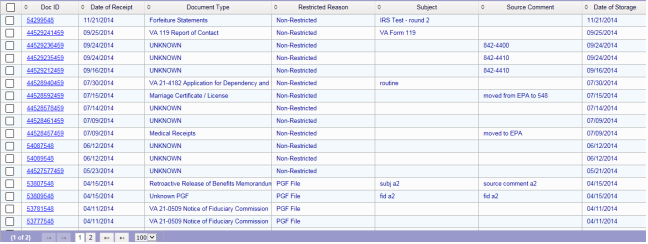 Doc ID Date of Receipt Document Type Restricted Reason Subject Source Comment Date of Storage
54299548 11/21/2014 Forfeiture Statements Non-Restricted IRS Test - round 2 11/21/2014
44529241459 09/25/2014 VA 119 Report of Contact Non-Restricted VA Form 119 09/25/2014
44529236459 09/24/2014 UNKNOWN Non-Restricted 842-4400 09/24/2014
44529235459 09/24/2014 UNKNOWN Non-Restricted 842-4410 09/24/2014
44529212459 09/16/2014 UNKNOWN Non-Restricted 842-4410 09/16/2014
44528940459 07/30/2014 VA 21-4182 Application for Dependency and Non-Restricted routine 07/30/2014
44528592459 07/15/2014 Marriage Certificate / License Non-Restricted moved from EPA to 548 07/15/2014
44528578459 07/14/2014 UNKNOWN Non-Restricted 07/14/2014
44528461459 07/09/2014 UNKNOWN Non-Restricted 07/09/2014
44528457459 07/09/2014 Medical Receipts Non-Restricted moved to EPA 07/09/2014
54087548 06/12/2014 UNKNOWN Non-Restricted 06/12/2014
54089548 06/12/2014 UNKNOWN Non-Restricted 06/12/2014
44527577459 05/23/2014 UNKNOWN Non-Restricted 05/21/2014
53807548 04/15/2014 Retroactive Release of Benefits Memorandun PGF File subj a2 source comment a2 04/15/2014
53809548 04/15/2014 Unknown PGF PGF File fid a2 fid a2 04/15/2014
53781548 04/11/2014 VA 21-0509 Notice of Fiduciary Commission PGF File 04/11/2014
53777548 04/11/2014 VA 21-0509 Notice of Fiduciary Commission PGF File 04/11/2014
(1 of 2) 1 2 100